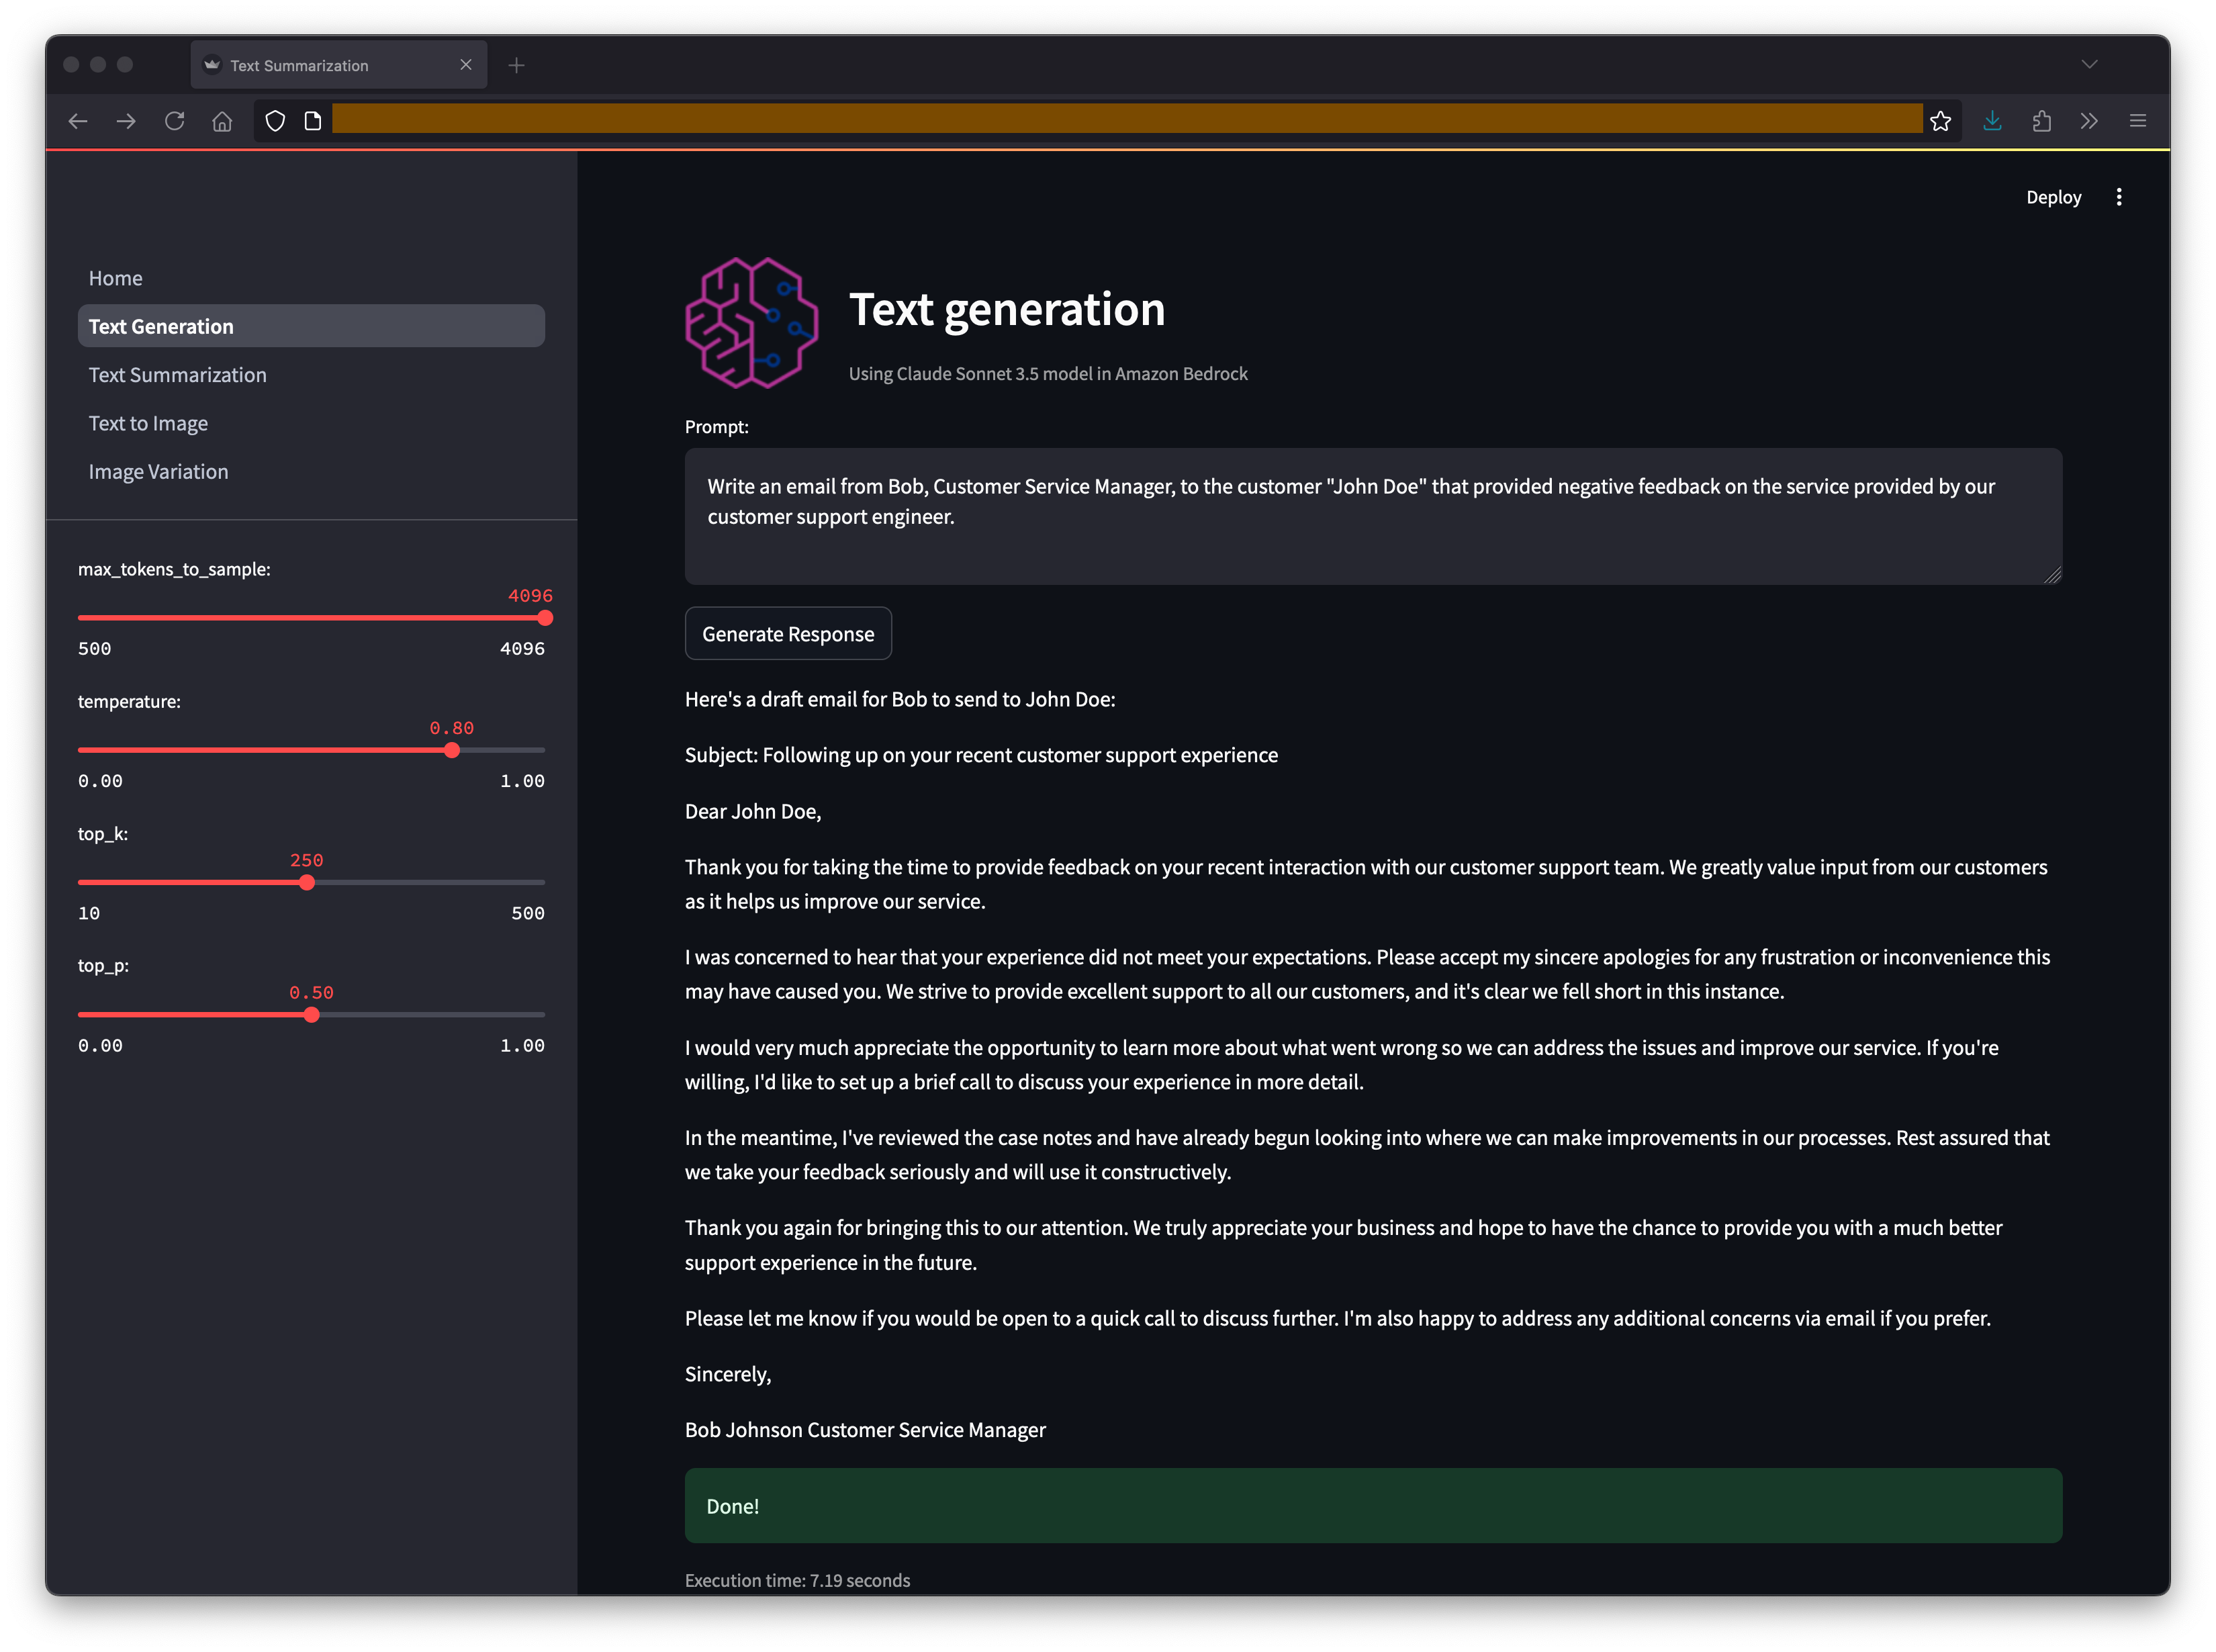 Text Summarization
Deploy
Home
Text Generation
Text Summarization
Text to Image
Image Variation
max_tokens_to_sample:
4096
500 4096
temperature:
0.80
0.00 1.00
top_k:
250
10 500
top_p:
0.50
0.00 1.00
Text generation
Using Claude Sonnet 3.5 model in Amazon Bedrock
Prompt:
Write an email from Bob, Customer Service Manager, to the customer "John Doe" that provided negative feedback on the service provided by our
customer support engineer.
Generate Response
Here's a draft email for Bob to send to John Doe:
Subject: Following up on your recent customer support experience
Dear John Doe,
Thank you for taking the time to provide feedback on your recent interaction with our customer support team. We greatly value input from our customers
as it helps us improve our service.
I was concerned to hear that your experience did not meet your expectations. Please accept my sincere apologies for any frustration or inconvenience this
may have caused you. We strive to provide excellent support to all our customers, and it's clear we fell short in this instance.
I would very much appreciate the opportunity to learn more about what went wrong so we can address the issues and improve our service. If you're
willing, I'd like to set up a brief call to discuss your experience in more detail.
In the meantime, I've reviewed the case notes and have already begun looking into where we can make improvements in our processes. Rest assured that
we take your feedback seriously and will use it constructively.
Thank you again for bringing this to our attention. We truly appreciate your business and hope to have the chance to provide you with a much better
support experience in the future.
Please let me know if you would be open to a quick call to discuss further. I'm also happy to address any additional concerns via email if you prefer.
Sincerely,
Bob Johnson Customer Service Manager
Done!
Execution time: 7.19 seconds